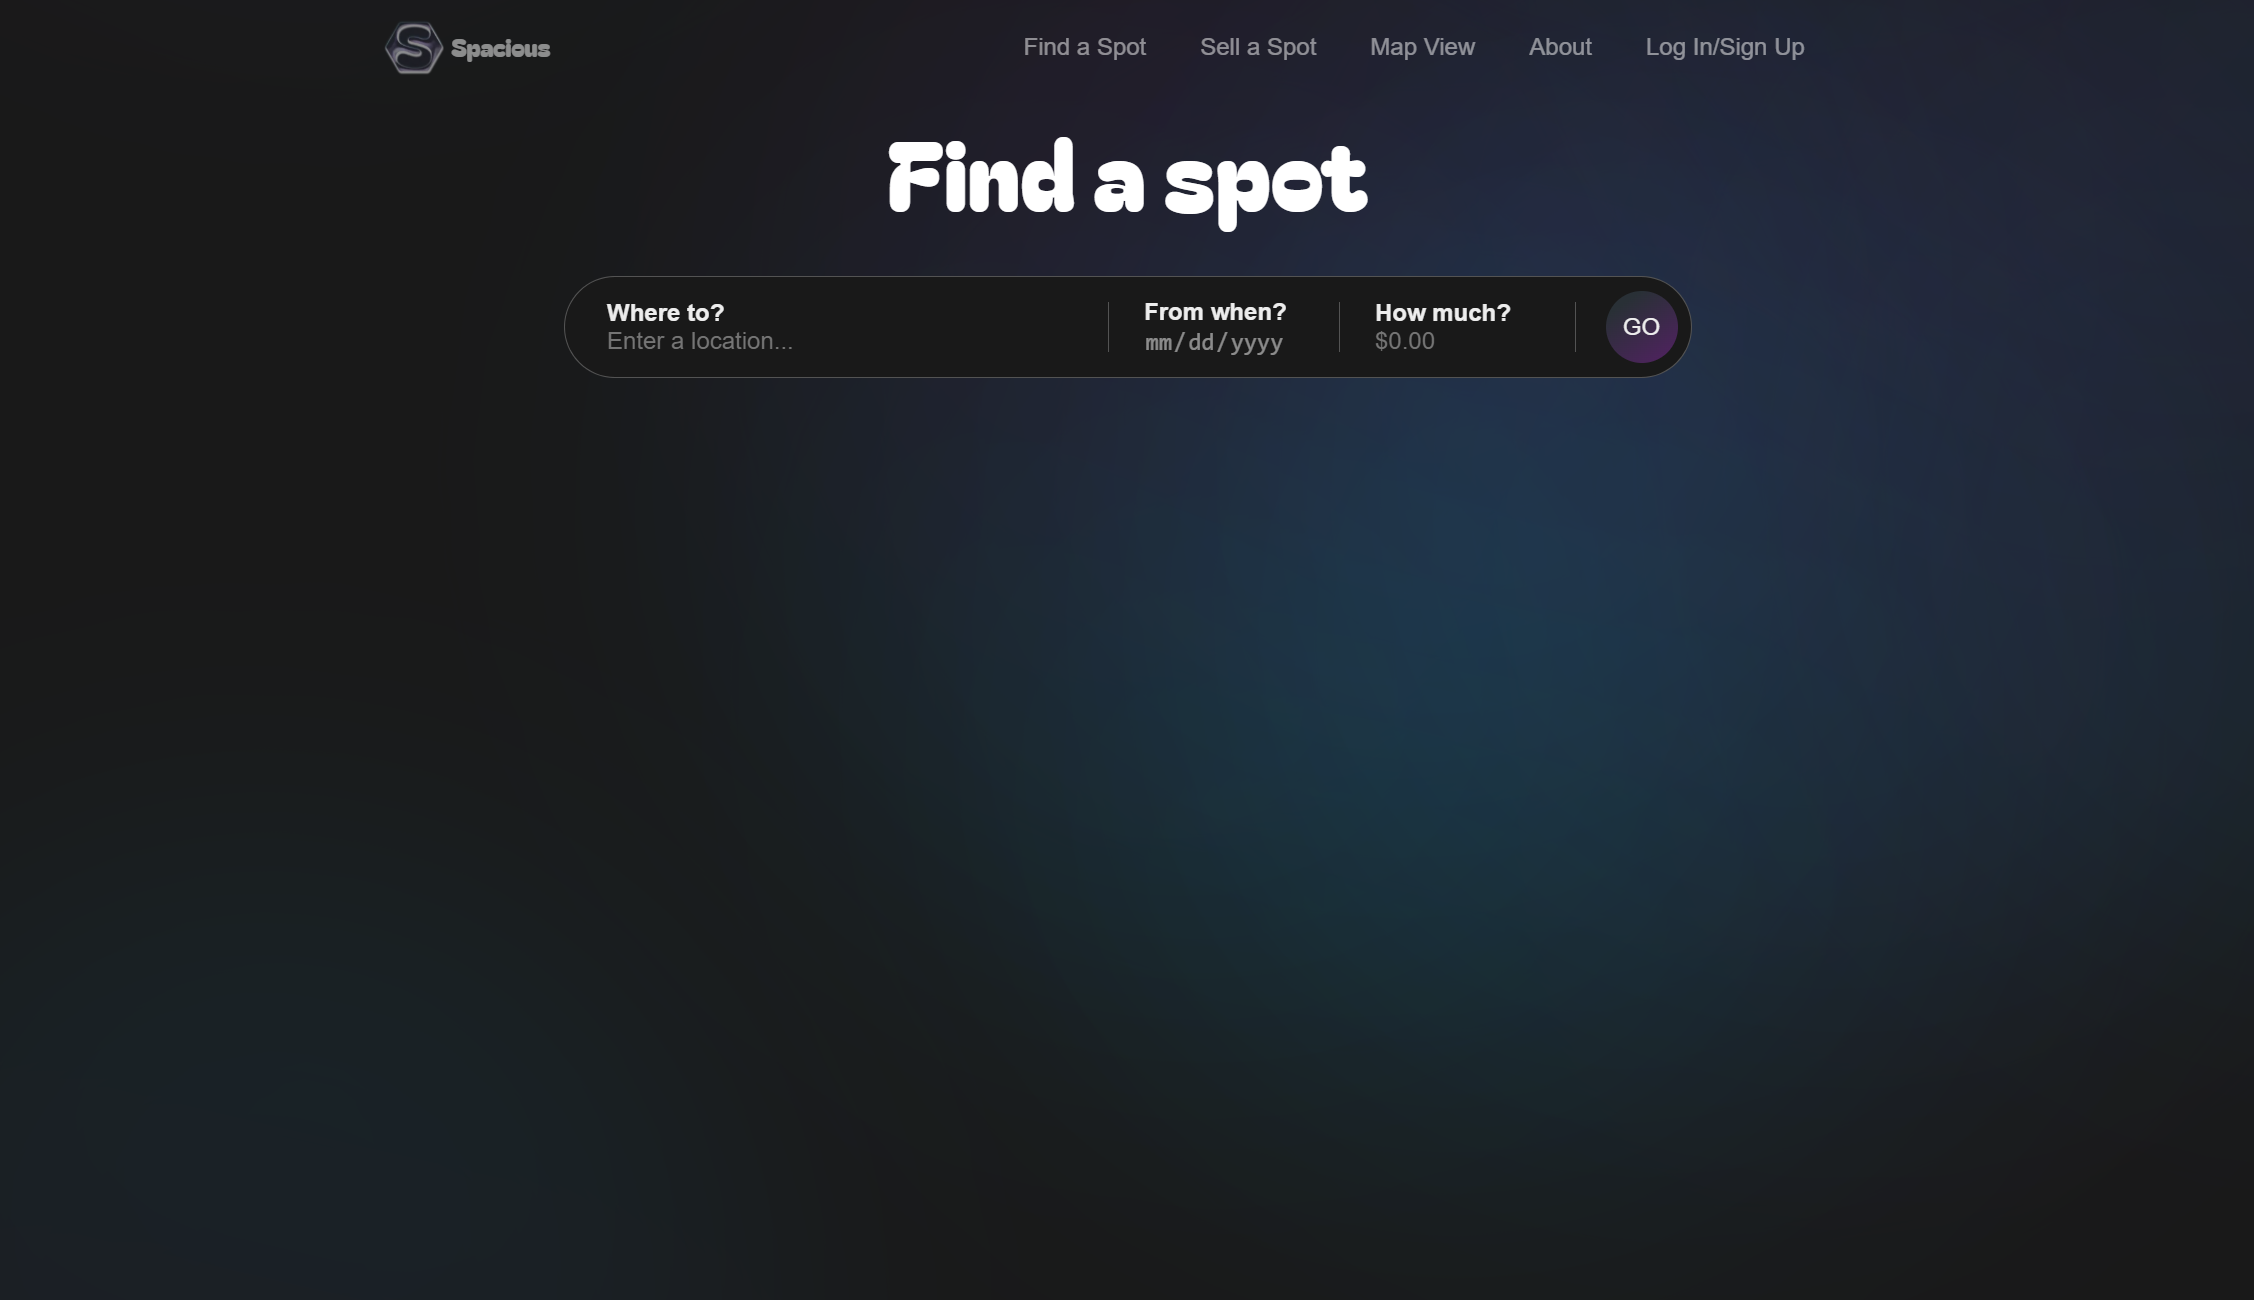 Spacious
Find a Spot
Sell a Spot
Map View
About
Log In/Sign Up
Find a spot
Where to?
Enter a location...
From when?
mm/dd/yyyy
How much?
$0.00
GO